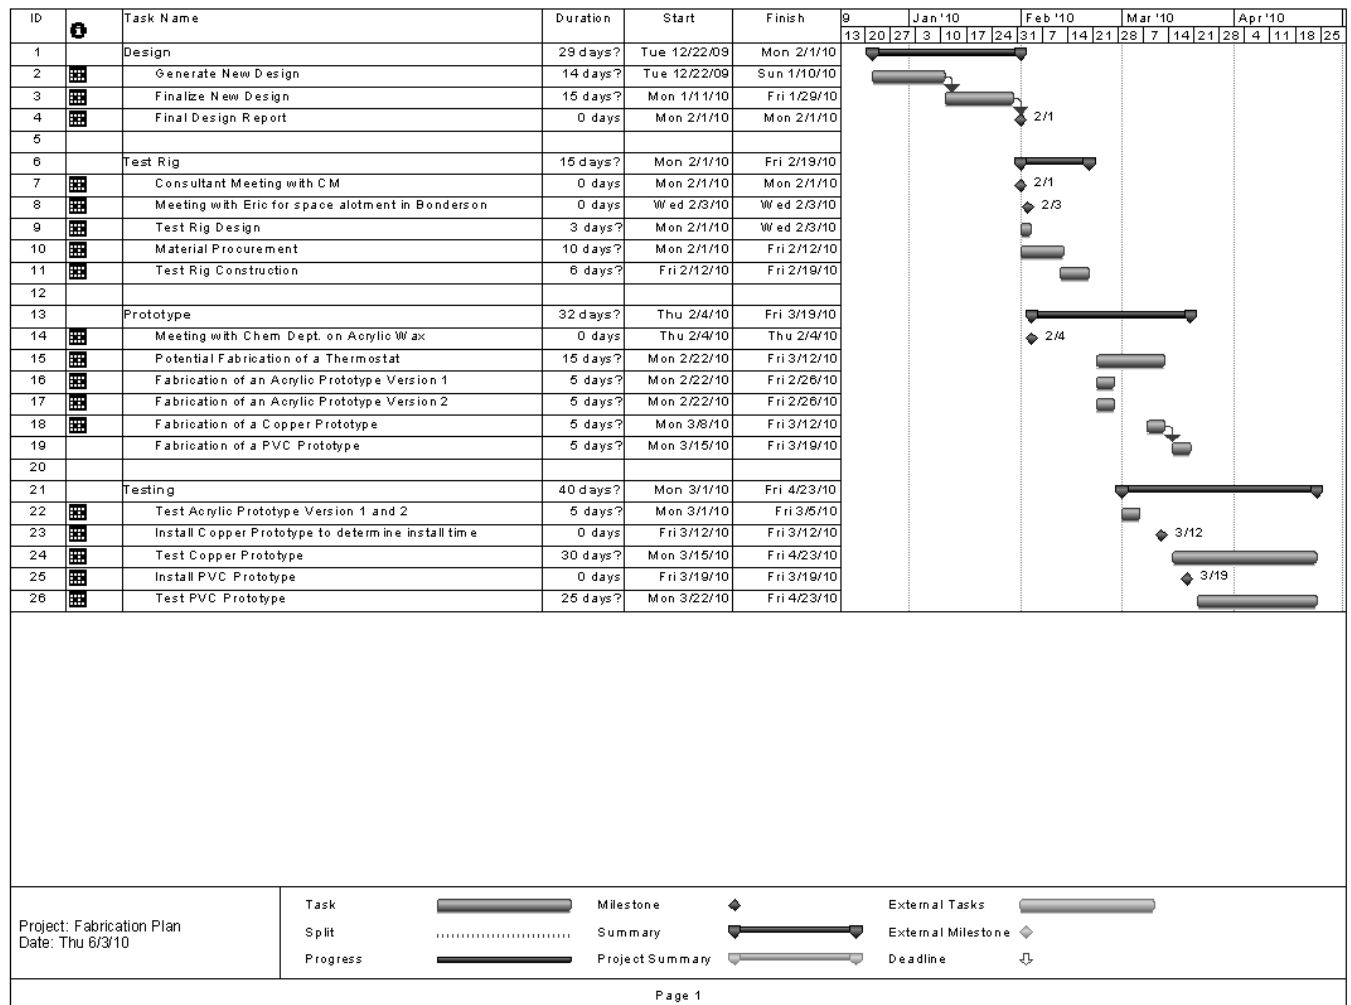 ID Task Name Duration Start Finish 9 Jan '10 Feb '10 Mar '10 Apr '10
13 20 27 3 10 17 24 31 7 14 21 28 7 14 21 28 4 11 18 25
1 Design 29 days? Tue 12/22/09 Mon 2/1/10
2 Generate New Design 14 days? Tue 12/22/09 Sun 1/10/10
3 Finalize New Design 15 days? Mon 1/11/10 Fri 1/29/10
4 Final Design Report 0 days Mon 2/1/10 Mon 2/1/10 2/1
5
6 Test Rig 15 days? Mon 2/1/10 Fri 2/19/10
7 Consultant Meeting with CM 0 days Mon 2/1/10 Mon 2/1/10 2/1
8 Meeting with Eric for space alotment in Bonderson 0 days Wed 2/3/10 Wed 2/3/10 2/3
9 Test Rig Design 3 days? Mon 2/1/10 Wed 2/3/10
10 Material Procurement 10 days? Mon 2/1/10 Fri 2/12/10
11 Test Rig Construction 6 days? Fri 2/12/10 Fri 2/19/10
12
13 Prototype 32 days? Thu 2/4/10 Fri 3/19/10
14 Meeting with Chem Dept. on Acrylic Wax 0 days Thu 2/4/10 Thu 2/4/10 2/4
15 Potential Fabrication of a Thermostat 15 days? Mon 2/22/10 Fri 3/12/10
16 Fabrication of an Acrylic Prototype Version 1 5 days? Mon 2/22/10 Fri 2/26/10
17 Fabrication of an Acrylic Prototype Version 2 5 days? Mon 2/22/10 Fri 2/26/10
18 Fabrication of a Copper Prototype 5 days? Mon 3/8/10 Fri 3/12/10
19 Fabrication of a PVC Prototype 5 days? Mon 3/15/10 Fri 3/19/10
20
21 Testing 40 days? Mon 3/1/10 Fri 4/23/10
22 Test Acrylic Prototype Version 1 and 2 5 days? Mon 3/1/10 Fri 3/5/10
23 Install Copper Prototype to determine install time 0 days Fri 3/12/10 Fri 3/12/10 3/12
24 Test Copper Prototype 30 days? Mon 3/15/10 Fri 4/23/10
25 Install PVC Prototype 0 days Fri 3/19/10 Fri 3/19/10 3/19
26 Test PVC Prototype 25 days? Mon 3/22/10 Fri 4/23/10
Project: Fabrication Plan
Date: Thu 6/3/10
Task Milestone External Tasks
Split Summary External Milestone
Progress Project Summary Deadline
Page 1